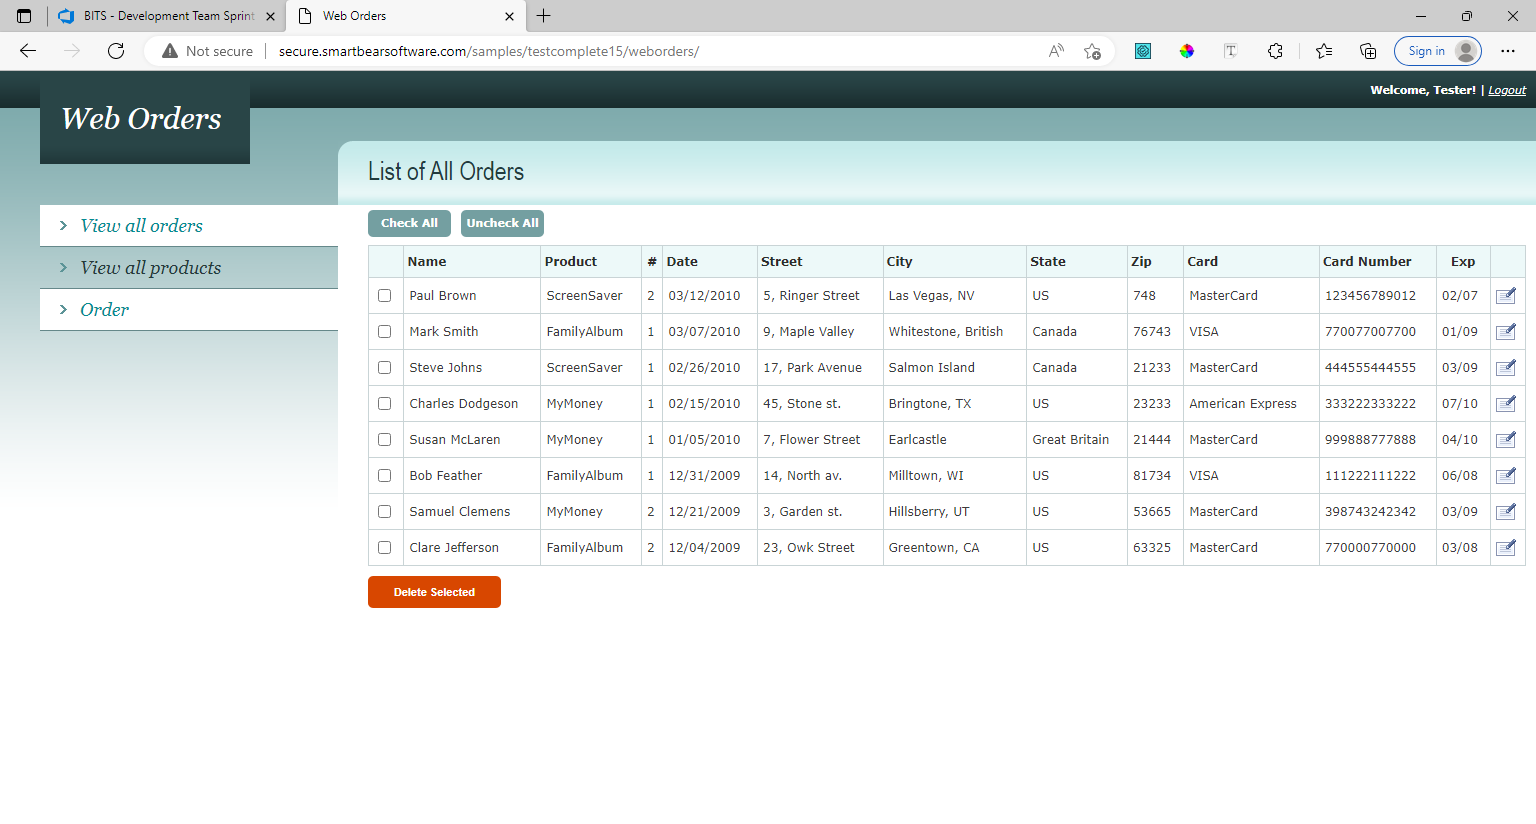 BITS - Development Team Sprint
Web Orders
Not secure | secure.smartbearsoftware.com/samples/testcomplete15/weborders/
Sign in
Welcome, Tester! | Logout
Web Orders
List of All Orders
View all orders
View all products
Order
Check All Uncheck All
Name Product # Date Street City State Zip Card Card Number Exp
Paul Brown ScreenSaver 2 03/12/2010 5, Ringer Street Las Vegas, NV US 748 MasterCard 123456789012 02/07
Mark Smith FamilyAlbum 1 03/07/2010 9, Maple Valley Whitestone, British Canada 76743 VISA 770077007700 01/09
Steve Johns ScreenSaver 1 02/26/2010 17, Park Avenue Salmon Island Canada 21233 MasterCard 444555444555 03/09
Charles Dodgeson MyMoney 1 02/15/2010 45, Stone st. Bringtone, TX US 23233 American Express 333222333222 07/10
Susan McLaren MyMoney 1 01/05/2010 7, Flower Street Earlcastle Great Britain 21444 MasterCard 999888777888 04/10
Bob Feather FamilyAlbum 1 12/31/2009 14, North av. Milltown, WI US 81734 VISA 111222111222 06/08
Samuel Clemens MyMoney 2 12/21/2009 3, Garden st. Hillsberry, UT US 53665 MasterCard 398743242342 03/09
Clare Jefferson FamilyAlbum 2 12/04/2009 23, Owk Street Greentown, CA US 63325 MasterCard 770000770000 03/08
Delete Selected